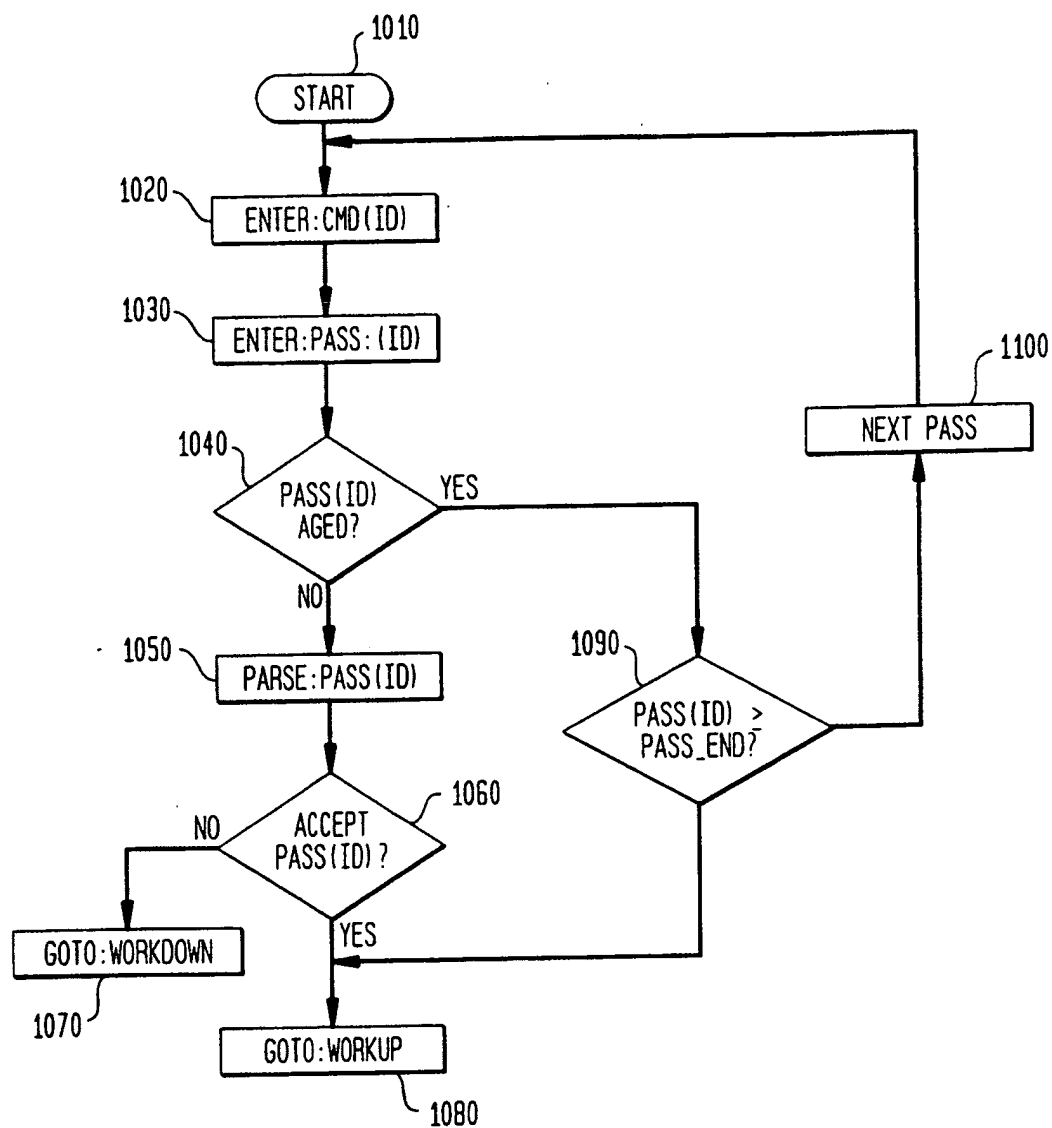 1010
START
1020
ENTER:CMD(ID)
1030
ENTER:PASS:(ID)
1100
NEXT PASS
1040
PASS(ID)
AGED?
YES
NO
1050
PARSE:PASS(ID)
1090
PASS(ID) ≥
PASS_END?
1060
ACCEPT
PASS(ID)?
NO
YES
GOTO:WORKDOWN
1070
GOTO:WORKUP
1080